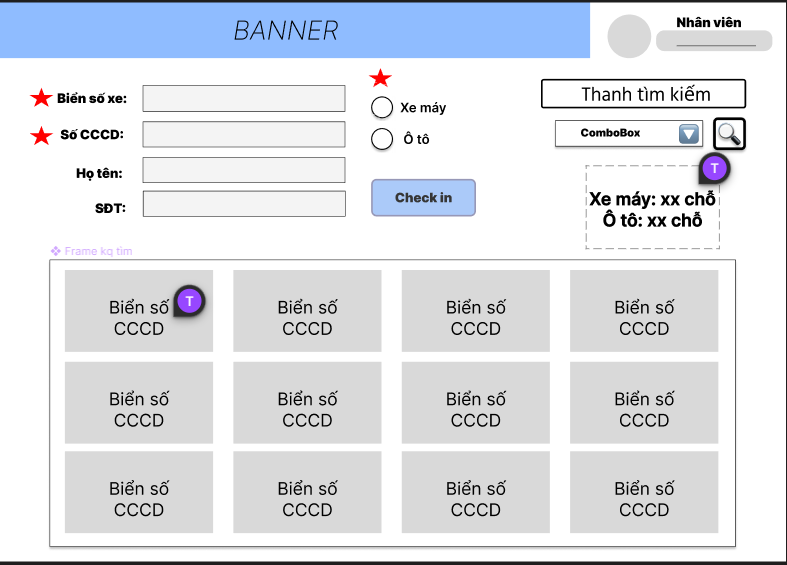 BANNER
Nhân viên
Biển số xe:
Số CCCD:
Họ tên:
SĐT:
Xe máy
Ô tô
Check in
Thanh tìm kiếm
ComboBox
T
Xe máy: xx chỗ
Ô tô: xx chỗ
Frame kq tìm
Biển số
CCCD
T
Biển số
CCCD
Biển số
CCCD
Biển số
CCCD
Biển số
CCCD
Biển số
CCCD
Biển số
CCCD
Biển số
CCCD
Biển số
CCCD
Biển số
CCCD
Biển số
CCCD
Biển số
CCCD